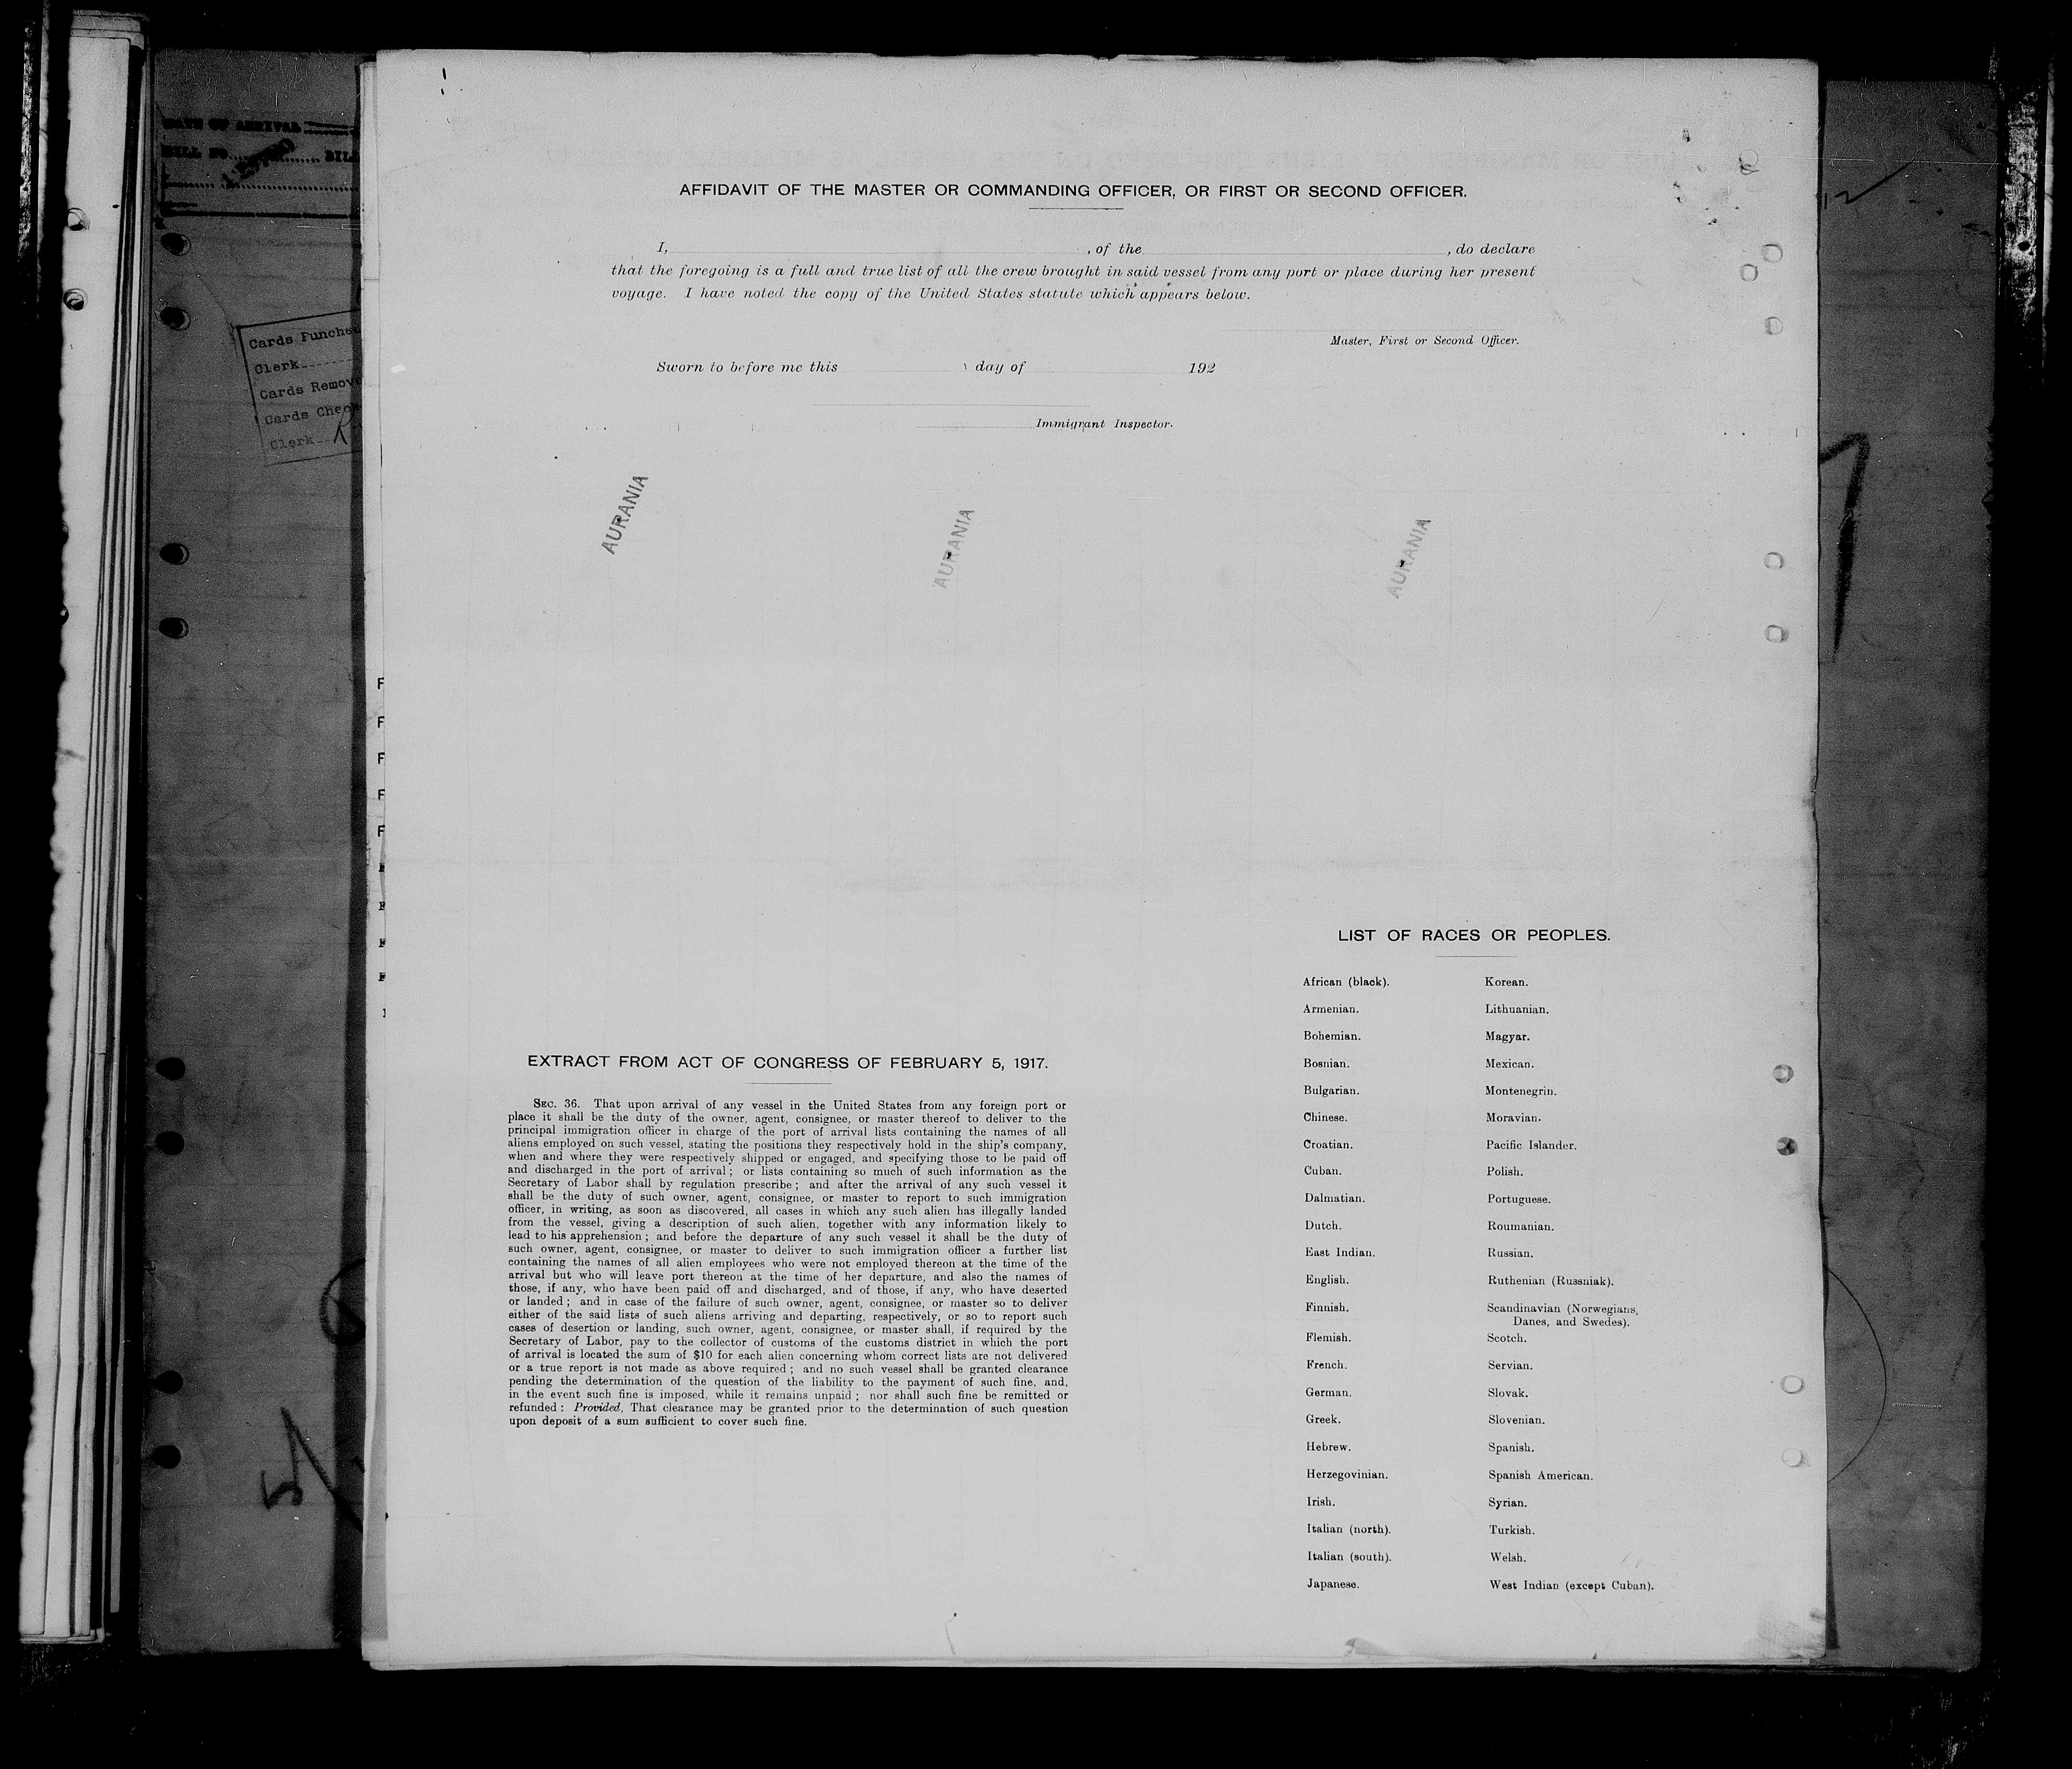 DATE OF ARRIVAL
Cards Punched
Clerk
Cards Remov
Cards Check
Clerk
AFFIDAVIT OF THE MASTER OR COMMANDING OFFICER, OR FIRST OR SECOND OFFICER.
I, , of the , do declare
that the foregoing is a full and true list of all the crew brought in said vessel from any port or place during her present
voyage. I have noted the copy of the United States statute which appears below.
Master, First or Second Officer.
Sworn to before me this day of 192
Immigrant Inspector.
AURANIA AURANIA AURANIA
EXTRACT FROM ACT OF CONGRESS OF FEBRUARY 5, 1917.
SEC. 36. That upon arrival of any vessel in the United States from any foreign port or
place it shall be the duty of the owner, agent, consignee, or master thereof to deliver to the
principal immigration officer in charge of the port of arrival lists containing the names of all
aliens employed on such vessel, stating the positions they respectively hold in the ship's company,
when and where they were respectively shipped or engaged, and specifying those to be paid off
and discharged in the port of arrival; or lists containing so much of such information as the
Secretary of Labor shall by regulation prescribe; and after the arrival of any such vessel it
shall be the duty of such owner, agent, consignee, or master to report to such immigration
officer, in writing, as soon as discovered, all cases in which any such alien has illegally landed
from the vessel, giving a description of such alien, together with any information likely to
lead to his apprehension; and before the departure of any such vessel it shall be the duty of
such owner, agent, consignee, or master to deliver to such immigration officer a further list
containing the names of all alien employees who were not employed thereon at the time of the
arrival but who will leave port thereon at the time of her departure, and also the names of
those, if any, who have been paid off and discharged, and of those, if any, who have deserted
or landed; and in case of the failure of such owner, agent, consignee, or master so to deliver
either of the said lists of such aliens arriving and departing, respectively, or so to report such
cases of desertion or landing, such owner, agent, consignee, or master shall, if required by the
Secretary of Labor, pay to the collector of customs of the customs district in which the port
of arrival is located the sum of $10 for each alien concerning whom correct lists are not delivered
or a true report is not made as above required; and no such vessel shall be granted clearance
pending the determination of the question of the liability to the payment of such fine, and,
in the event such fine is imposed, while it remains unpaid; nor shall such fine be remitted or
refunded: Provided, That clearance may be granted prior to the determination of such question
upon deposit of a sum sufficient to cover such fine.
LIST OF RACES OR PEOPLES.
African (black).
Armenian.
Bohemian.
Bosnian.
Bulgarian.
Chinese.
Croatian.
Cuban.
Dalmatian.
Dutch.
East Indian.
English.
Finnish.
Flemish.
French.
German.
Greek.
Hebrew.
Herzegovinian.
Irish.
Italian (north).
Italian (south).
Japanese.
Korean.
Lithuanian.
Magyar.
Mexican.
Montenegrin.
Moravian.
Pacific Islander.
Polish.
Portuguese.
Roumanian.
Russian.
Ruthenian (Russniak).
Scandinavian (Norwegians,
Danes, and Swedes).
Scotch.
Servian.
Slovak.
Slovenian.
Spanish.
Spanish American.
Syrian.
Turkish.
Welsh.
West Indian (except Cuban).